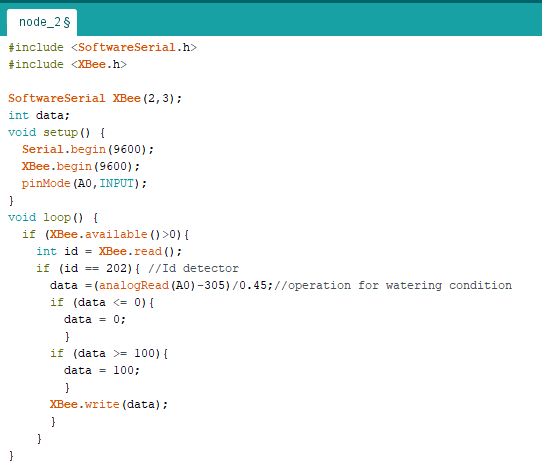 node_2 §
#include <SoftwareSerial.h>
#include <XBee.h>

SoftwareSerial XBee(2,3);
int data;
void setup() {
  Serial.begin(9600);
  XBee.begin(9600);
  pinMode(A0,INPUT);
}
void loop() {
  if (XBee.available()>0){
    int id = XBee.read();
    if (id == 202){ //Id detector
      data =(analogRead(A0)-305)/0.45;//operation for watering condition
      if (data <= 0){
        data = 0;
        }
      if (data >= 100){
        data = 100;
        }
      XBee.write(data);
      }
    }
}